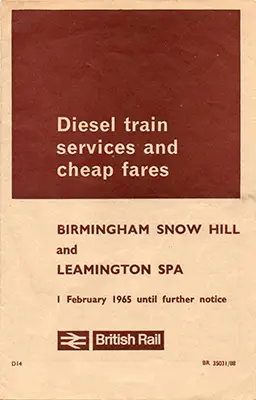 Diesel train
services and
cheap fares
BIRMINGHAM SNOW HILL
and
LEAMINGTON SPA
1 February 1965 until further notice
British Rail
D14 BR 35031/88